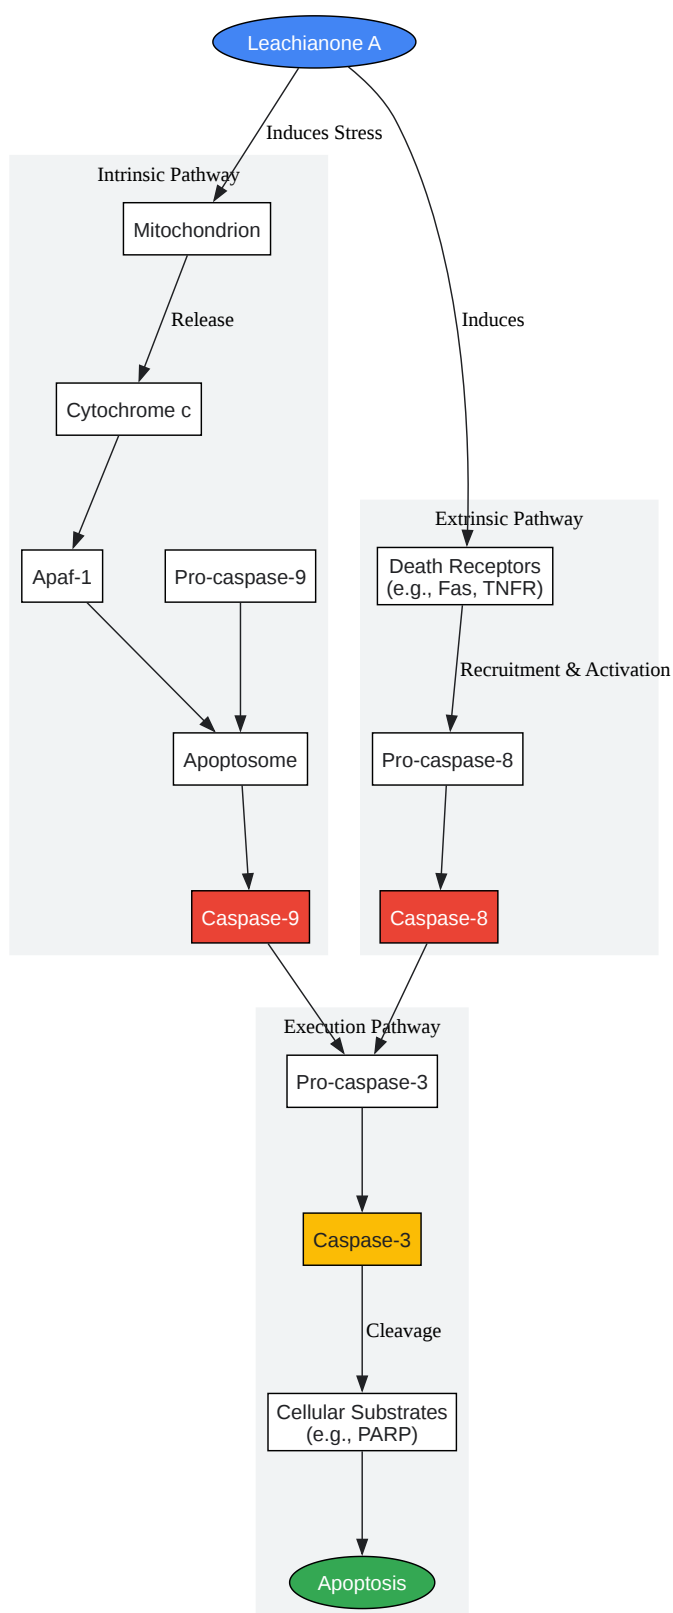 Leachianone A
Induces Stress
Intrinsic Pathway
Mitochondrion
Release
Induces
Cytochrome c
Extrinsic Pathway
Apaf-1
Pro-caspase-9
Death Receptors
(e.g., Fas, TNFR)
Recruitment & Activation
Apoptosome
Pro-caspase-8
Caspase-9
Caspase-8
Execution Pathway
Pro-caspase-3
Caspase-3
Cleavage
Cellular Substrates
(e.g., PARP)
Apoptosis